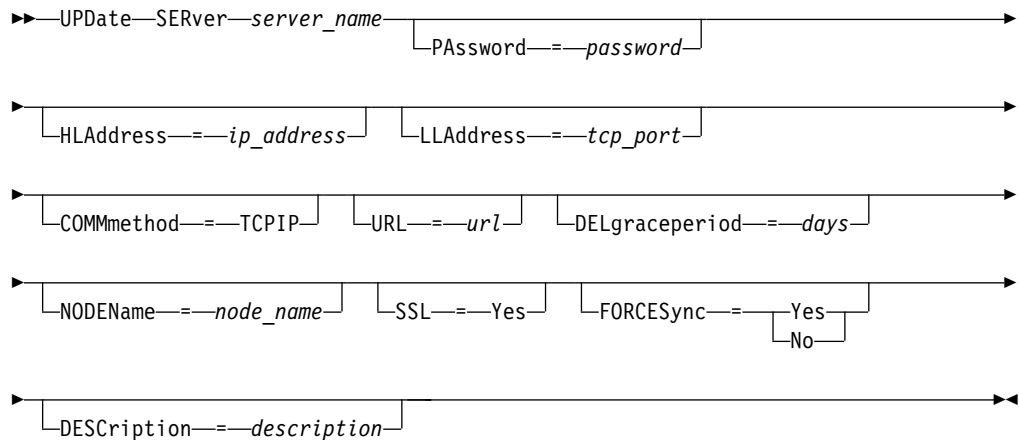 UPDate SERver server_name
PAssword = password
HLAddress = ip_address LLAddress = tcp_port
COMMmethod = TCPIP URL = url DELgraceperiod = days
NODEName = node_name SSL = Yes FORCESync = Yes
No
DESCription = description